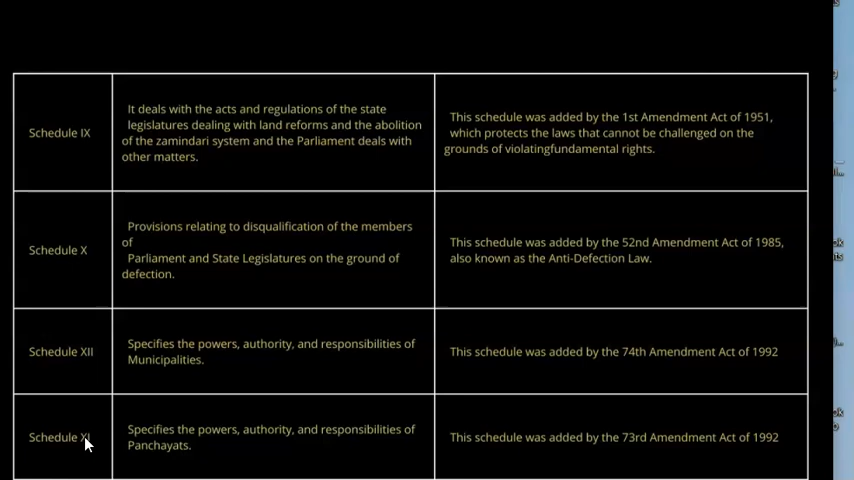 Schedule IX
It deals with the acts and regulations of the state
legislatures dealing with land reforms and the abolition
of the zamindari system and the Parliament deals with
other matters.
This schedule was added by the 1st Amendment Act of 1951,
which protects the laws that cannot be challenged on the
grounds of violatingfundamental rights.
Schedule X
Provisions relating to disqualification of the members
of
Parliament and State Legislatures on the ground of
defection.
This schedule was added by the 52nd Amendment Act of 1985,
also known as the Anti-Defection Law.
Schedule XII
Specifies the powers, authority, and responsibilities of
Municipalities.
This schedule was added by the 74th Amendment Act of 1992
Schedule XI
Specifies the powers, authority, and responsibilities of
Panchayats.
This schedule was added by the 73rd Amendment Act of 1992